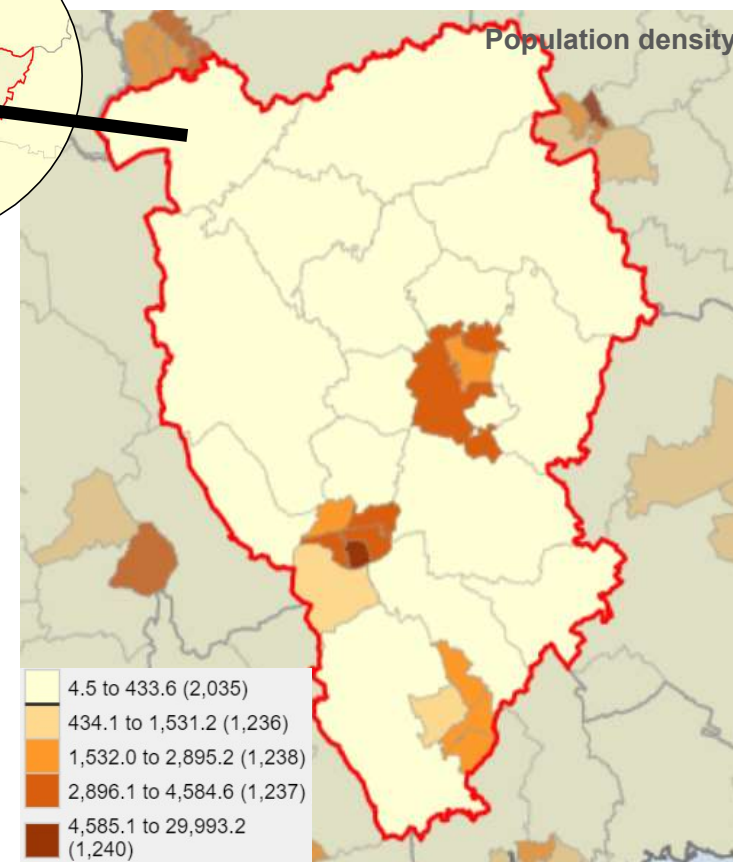 Population density
4.5 to 433.6 (2,035)
434.1 to 1,531.2 (1,236)
1,532.0 to 2,895.2 (1,238)
2,896.1 to 4,584.6 (1,237)
4,585.1 to 29,993.2
(1,240)